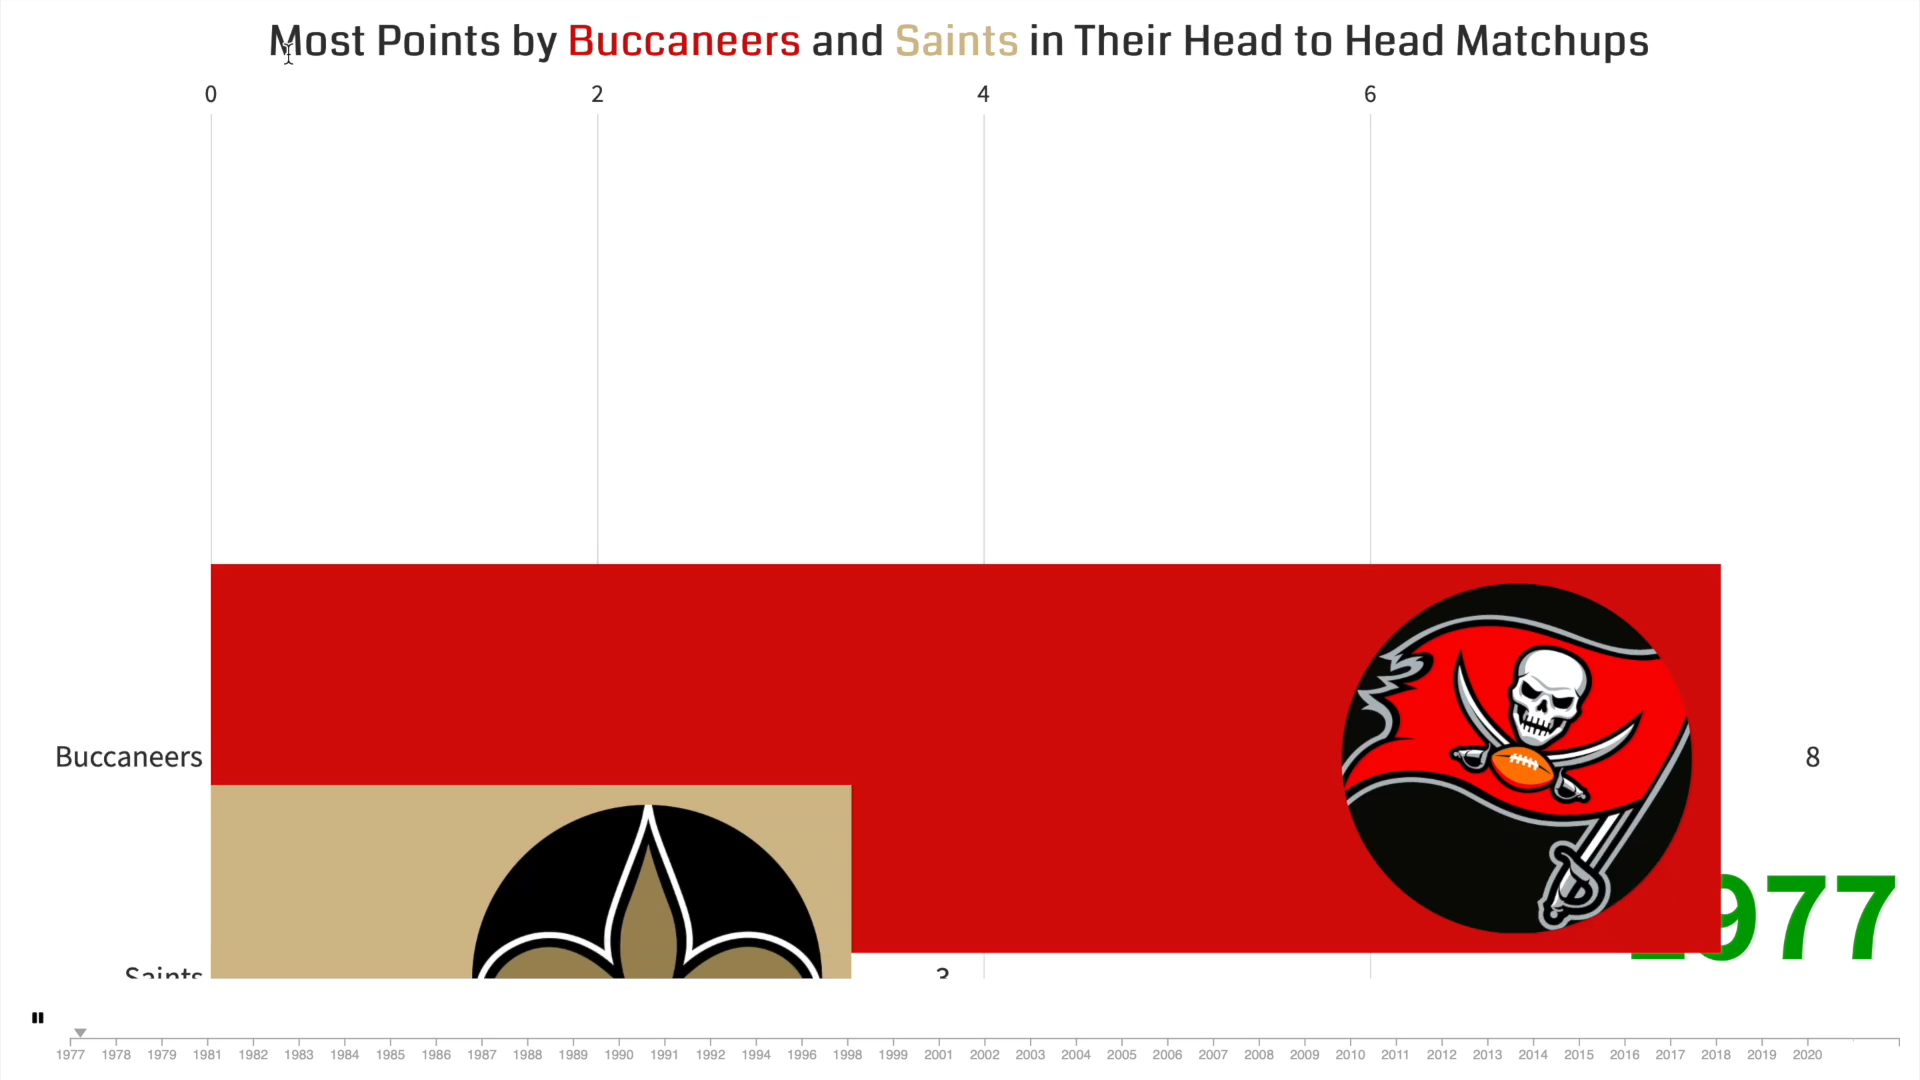 Most Points by Buccaneers and Saints in Their Head to Head Matchups
0 2 4 6
Buccaneers 8
977
Saints 3
1977 1978 1979 1981 1982 1983 1984 1985 1986 1987 1988 1989 1990 1991 1992 1994 1996 1998 1999 2001 2002 2003 2004 2005 2006 2007 2008 2009 2010 2011 2012 2013 2014 2015 2016 2017 2018 2019 2020